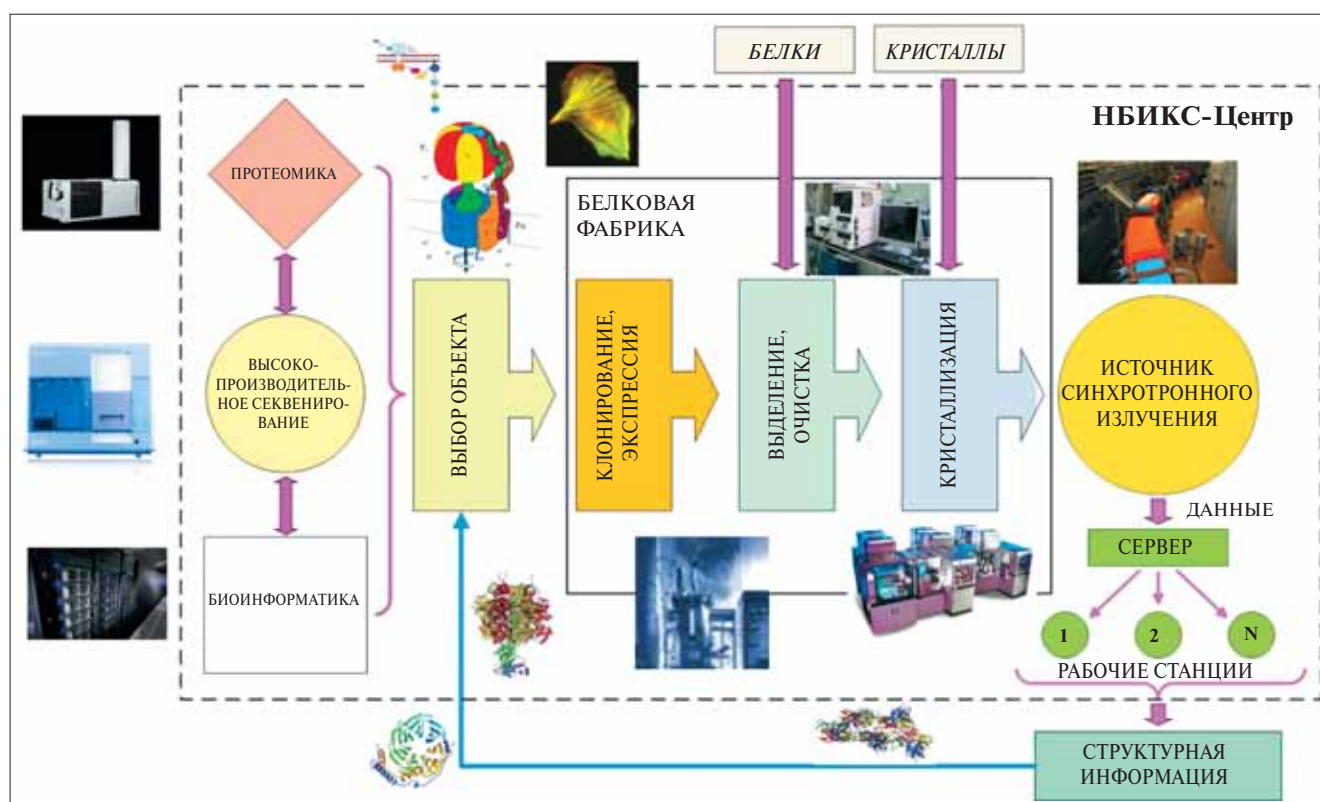 БЕЛКИ
КРИСТАЛЛЫ
НБИКС-Центр
ПРОТЕОМИКА
БЕЛКОВАЯ
ФАБРИКА
ВЫСОКО-
ПРОИЗВОДИТЕЛЬ-
НОЕ СЕКВЕНИРО-
ВАНИЕ
ВЫБОР ОБЪЕКТА
КЛОНИРОВАНИЕ,
ЭКСПРЕССИЯ
ВЫДЕЛЕНИЕ,
ОЧИСТКА
КРИСТАЛЛИЗАЦИЯ
ИСТОЧНИК
СИНХРОТРОННОГО
ИЗЛУЧЕНИЯ
ДАННЫЕ
СЕРВЕР
БИОИНФОРМАТИКА
1
2
N
РАБОЧИЕ СТАНЦИИ
СТРУКТУРНАЯ
ИНФОРМАЦИЯ